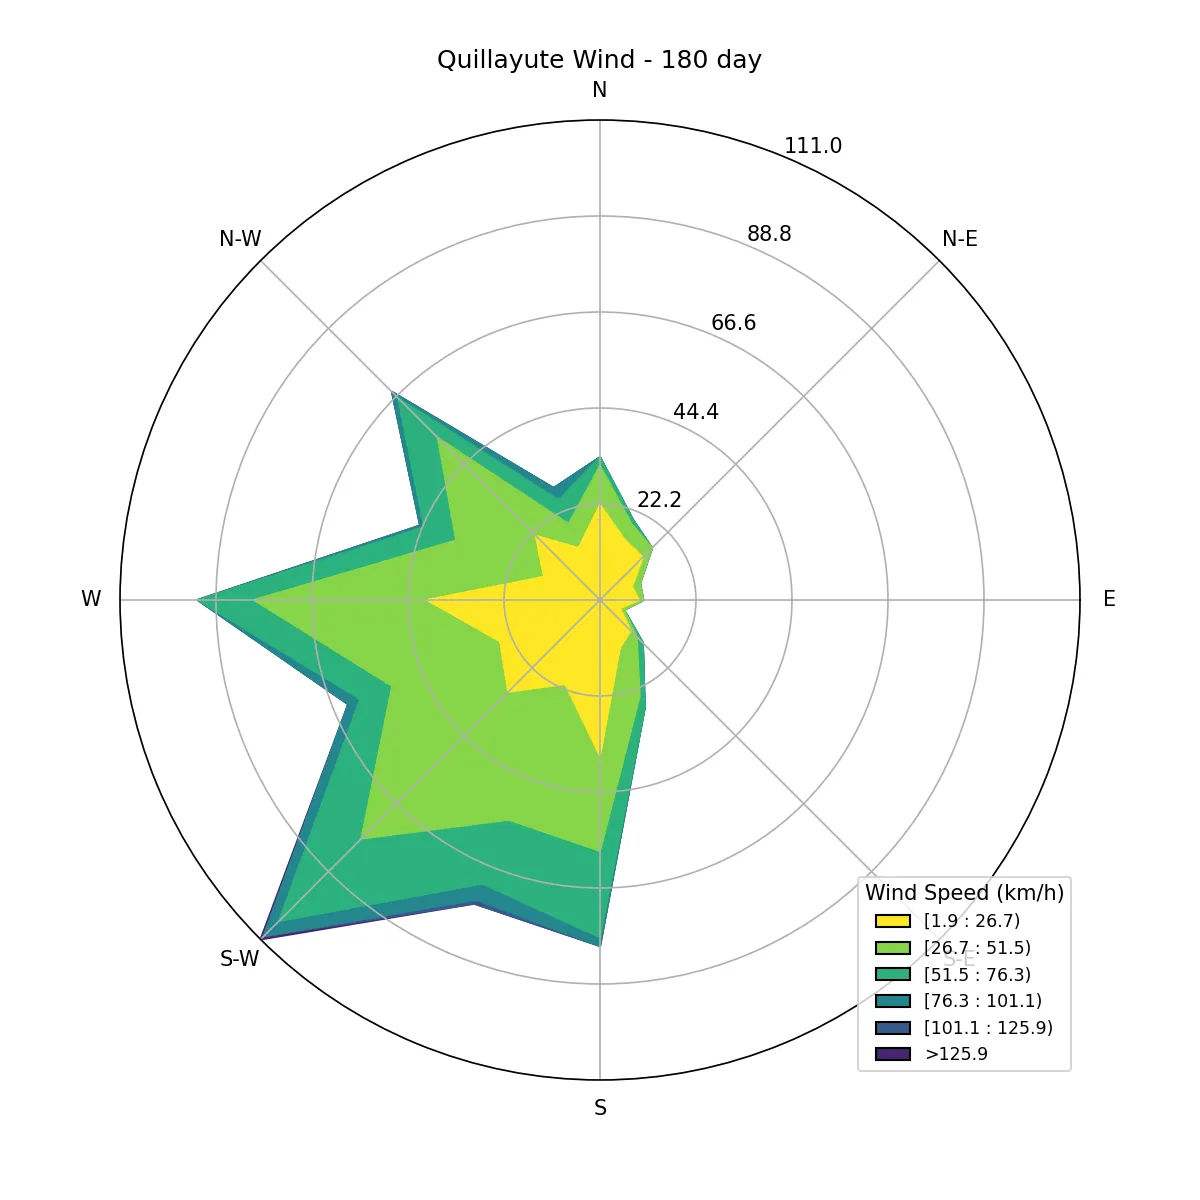 Quillayute Wind - 180 day
N
111.0
88.8
N-W
N-E
66.6
44.4
22.2
W
E
Wind Speed (km/h)
[1.9 : 26.7)
[26.7 : 51.5)
S-W
S-E
[51.5 : 76.3)
[76.3 : 101.1)
[101.1 : 125.9)
>125.9
S